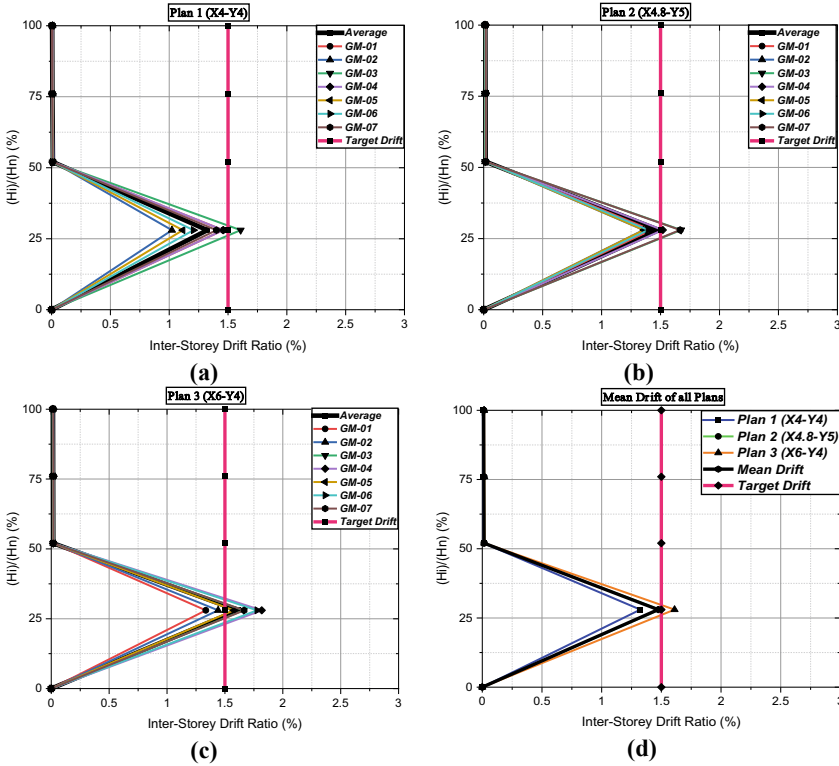 Plan 1 (X4-Y4)
100
75
50
25
0
(Hi)/(Hn) (%)
0
0.5
1
1.5
2
2.5
3
Inter-Storey Drift Ratio (%)
Average
GM-01
GM-02
GM-03
GM-04
GM-05
GM-06
GM-07
Target Drift
(a)
Plan 2 (X4.8-Y5)
100
75
50
25
0
(Hi)/(Hn) (%)
0
0.5
1
1.5
2
2.5
3
Inter-Storey Drift Ratio (%)
Average
GM-01
GM-02
GM-03
GM-04
GM-05
GM-06
GM-07
Target Drift
(b)
Plan 3 (X6-Y4)
100
75
50
25
0
(Hi)/(Hn) (%)
0
0.5
1
1.5
2
2.5
3
Inter-Storey Drift Ratio (%)
Average
GM-01
GM-02
GM-03
GM-04
GM-05
GM-06
GM-07
Target Drift
(c)
Mean Drift of all Plans
100
75
50
25
0
(Hi)/(Hn) (%)
0
0.5
1
1.5
2
2.5
3
Inter-Storey Drift Ratio (%)
Plan 1 (X4-Y4)
Plan 2 (X4.8-Y5)
Plan 3 (X6-Y4)
Mean Drift
Target Drift
(d)